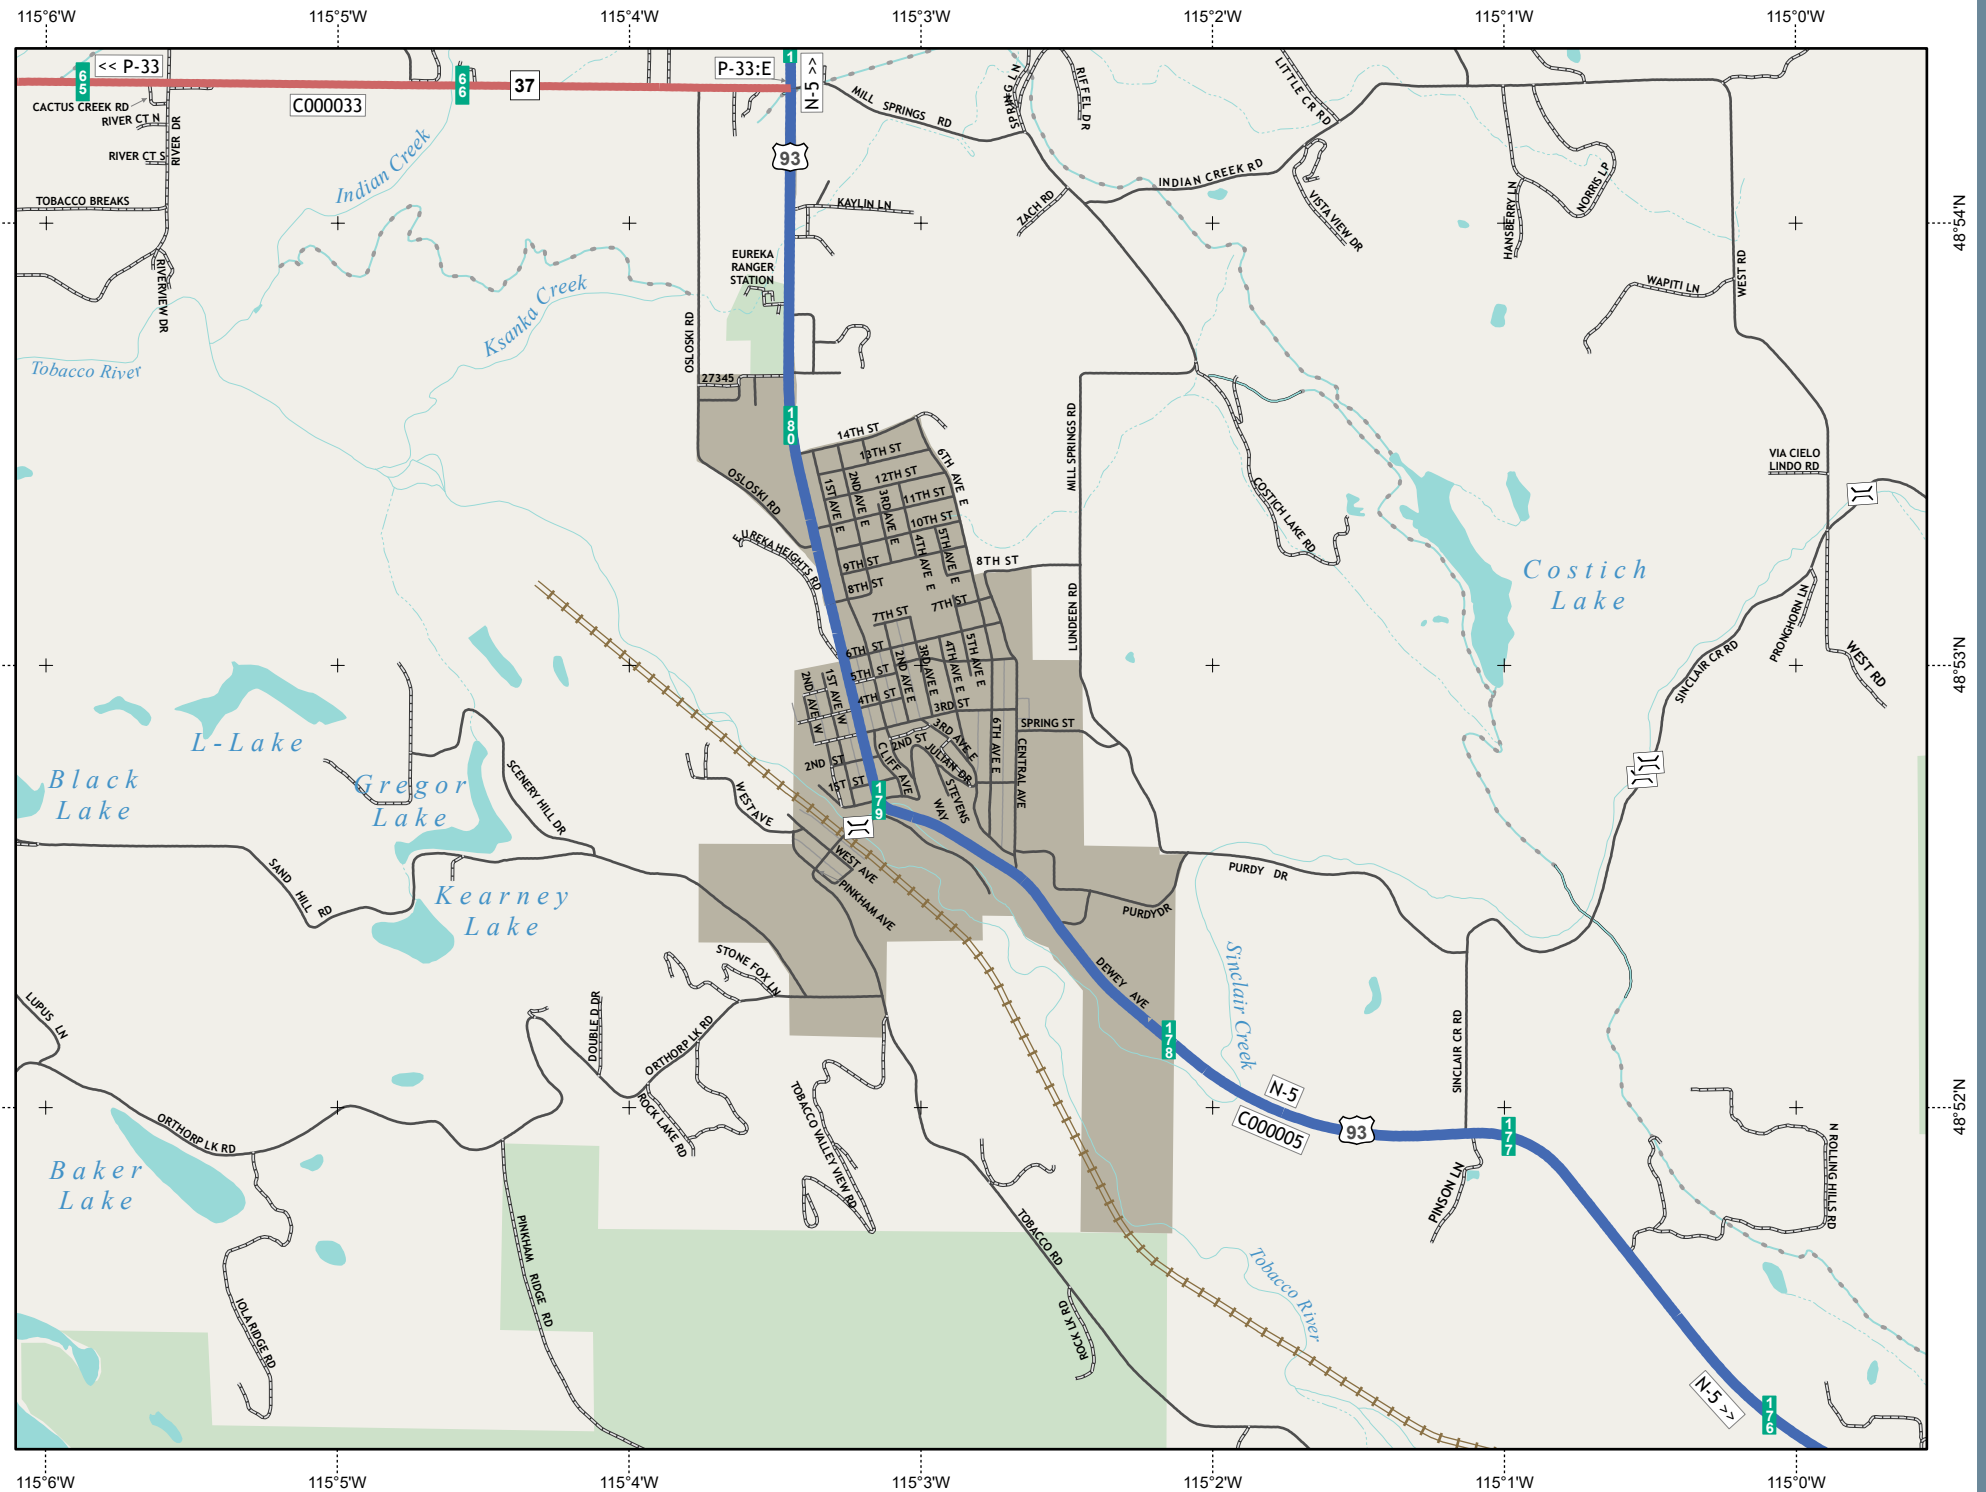 115°6'W
115°5'W
115°4'W
115°3'W
115°2'W
115°1'W
115°0'W
65
<< P-33
66
37
C000033
P-33:E
1
N-5 >>
93
CACTUS CREEK RD
RIVER CT N
RIVER DR
RIVER CT S
TOBACCO BREAKS
RIVERVIEW DR
Indian Creek
Ksanka Creek
Tobacco River
MILL SPRINGS RD
SPRING LN
RIFFEL DR
LITTLE CR RD
INDIAN CREEK RD
ZACH RD
VISTA VIEW DR
HANSBERRY LN
NORRIS LP
48°54'N
WEST RD
WAPITI LN
KAYLIN LN
EUREKA
RANGER
STATION
OSLOSKI RD
27345
180
14TH ST
13TH ST
12TH ST
11TH ST
10TH ST
9TH ST
8TH ST
8TH ST
7TH ST
7TH ST
6TH ST
5TH ST
4TH ST
3RD ST
2ND ST
2ND ST
1ST ST
1ST AVE E
2ND AVE E
3RD AVE E
4TH AVE E
5TH AVE E
6TH AVE E
OSLOSKI RD
EUREKA HEIGHTS RD
MILL SPRINGS RD
LUNDEEN RD
COSTICH LAKE RD
VIA CIELO
LINDO RD
Costich
Lake
PRONGHORN LN
WEST RD
SINCLAIR CR RD
48°53'N
2ND AVE W
1ST AVE W
2ND AVE E
3RD AVE E
4TH AVE E
5TH AVE E
6TH AVE E
3RD AVE E
CLIFF AVE
JULIAN DR
STEVENS
WAY
CENTRAL AVE
SPRING ST
179
L-Lake
Black
Lake
Gregor
Lake
Kearney
Lake
SCENERY HILL DR
SAND HILL RD
WEST AVE
WEST AVE
PINKHAM AVE
PURDY DR
PURDY DR
STONE FOX LN
DEWEY AVE
178
Sinclair Creek
SINCLAIR CR RD
LUPUS LN
DOUBLE D DR
ORTHORP LK RD
ROCK LAKE RD
TOBACCO VALLEY VIEW RD
ORTHORP LK RD
N-5
C000005
93
177
48°52'N
N ROLLING HILLS RD
PINSON LN
Baker
Lake
IOLA RIDGE RD
PINKHAM RIDGE RD
TOBACCO RD
ROCK LK RD
Tobacco River
N-5 >>
176
115°6'W
115°5'W
115°4'W
115°3'W
115°2'W
115°1'W
115°0'W